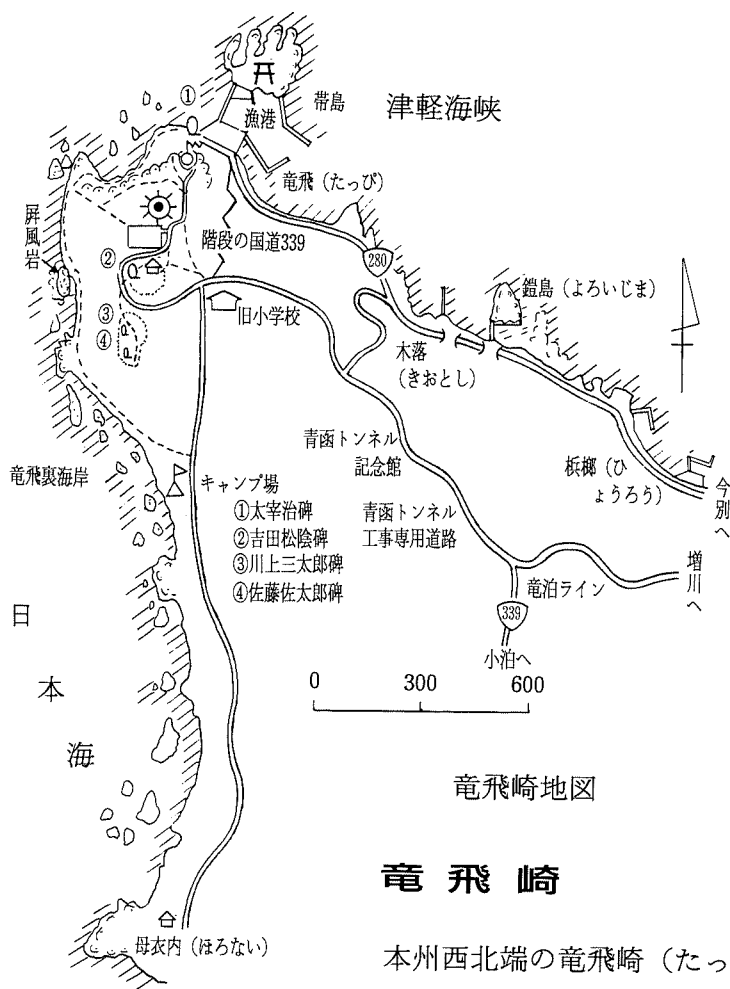 ①
帯島
津軽海峡
漁港
竜飛（たっぴ）
屏風岩
階段の国道339
280
②
鎧島（よろいじま）
旧小学校
③
④
木落
（きおとし）
青函トンネル
記念館
梹榔（ひ
ょうろう）
今別へ
竜飛裏海岸
キャンプ場
①太宰治碑
②吉田松陰碑
③川上三太郎碑
④佐藤佐太郎碑
青函トンネル
工事専用道路
増川へ
竜泊ライン
339
小泊へ
日本海
0 300 600
竜飛崎地図
竜飛崎
母衣内（ほろない）
本州西北端の竜飛崎（たっ